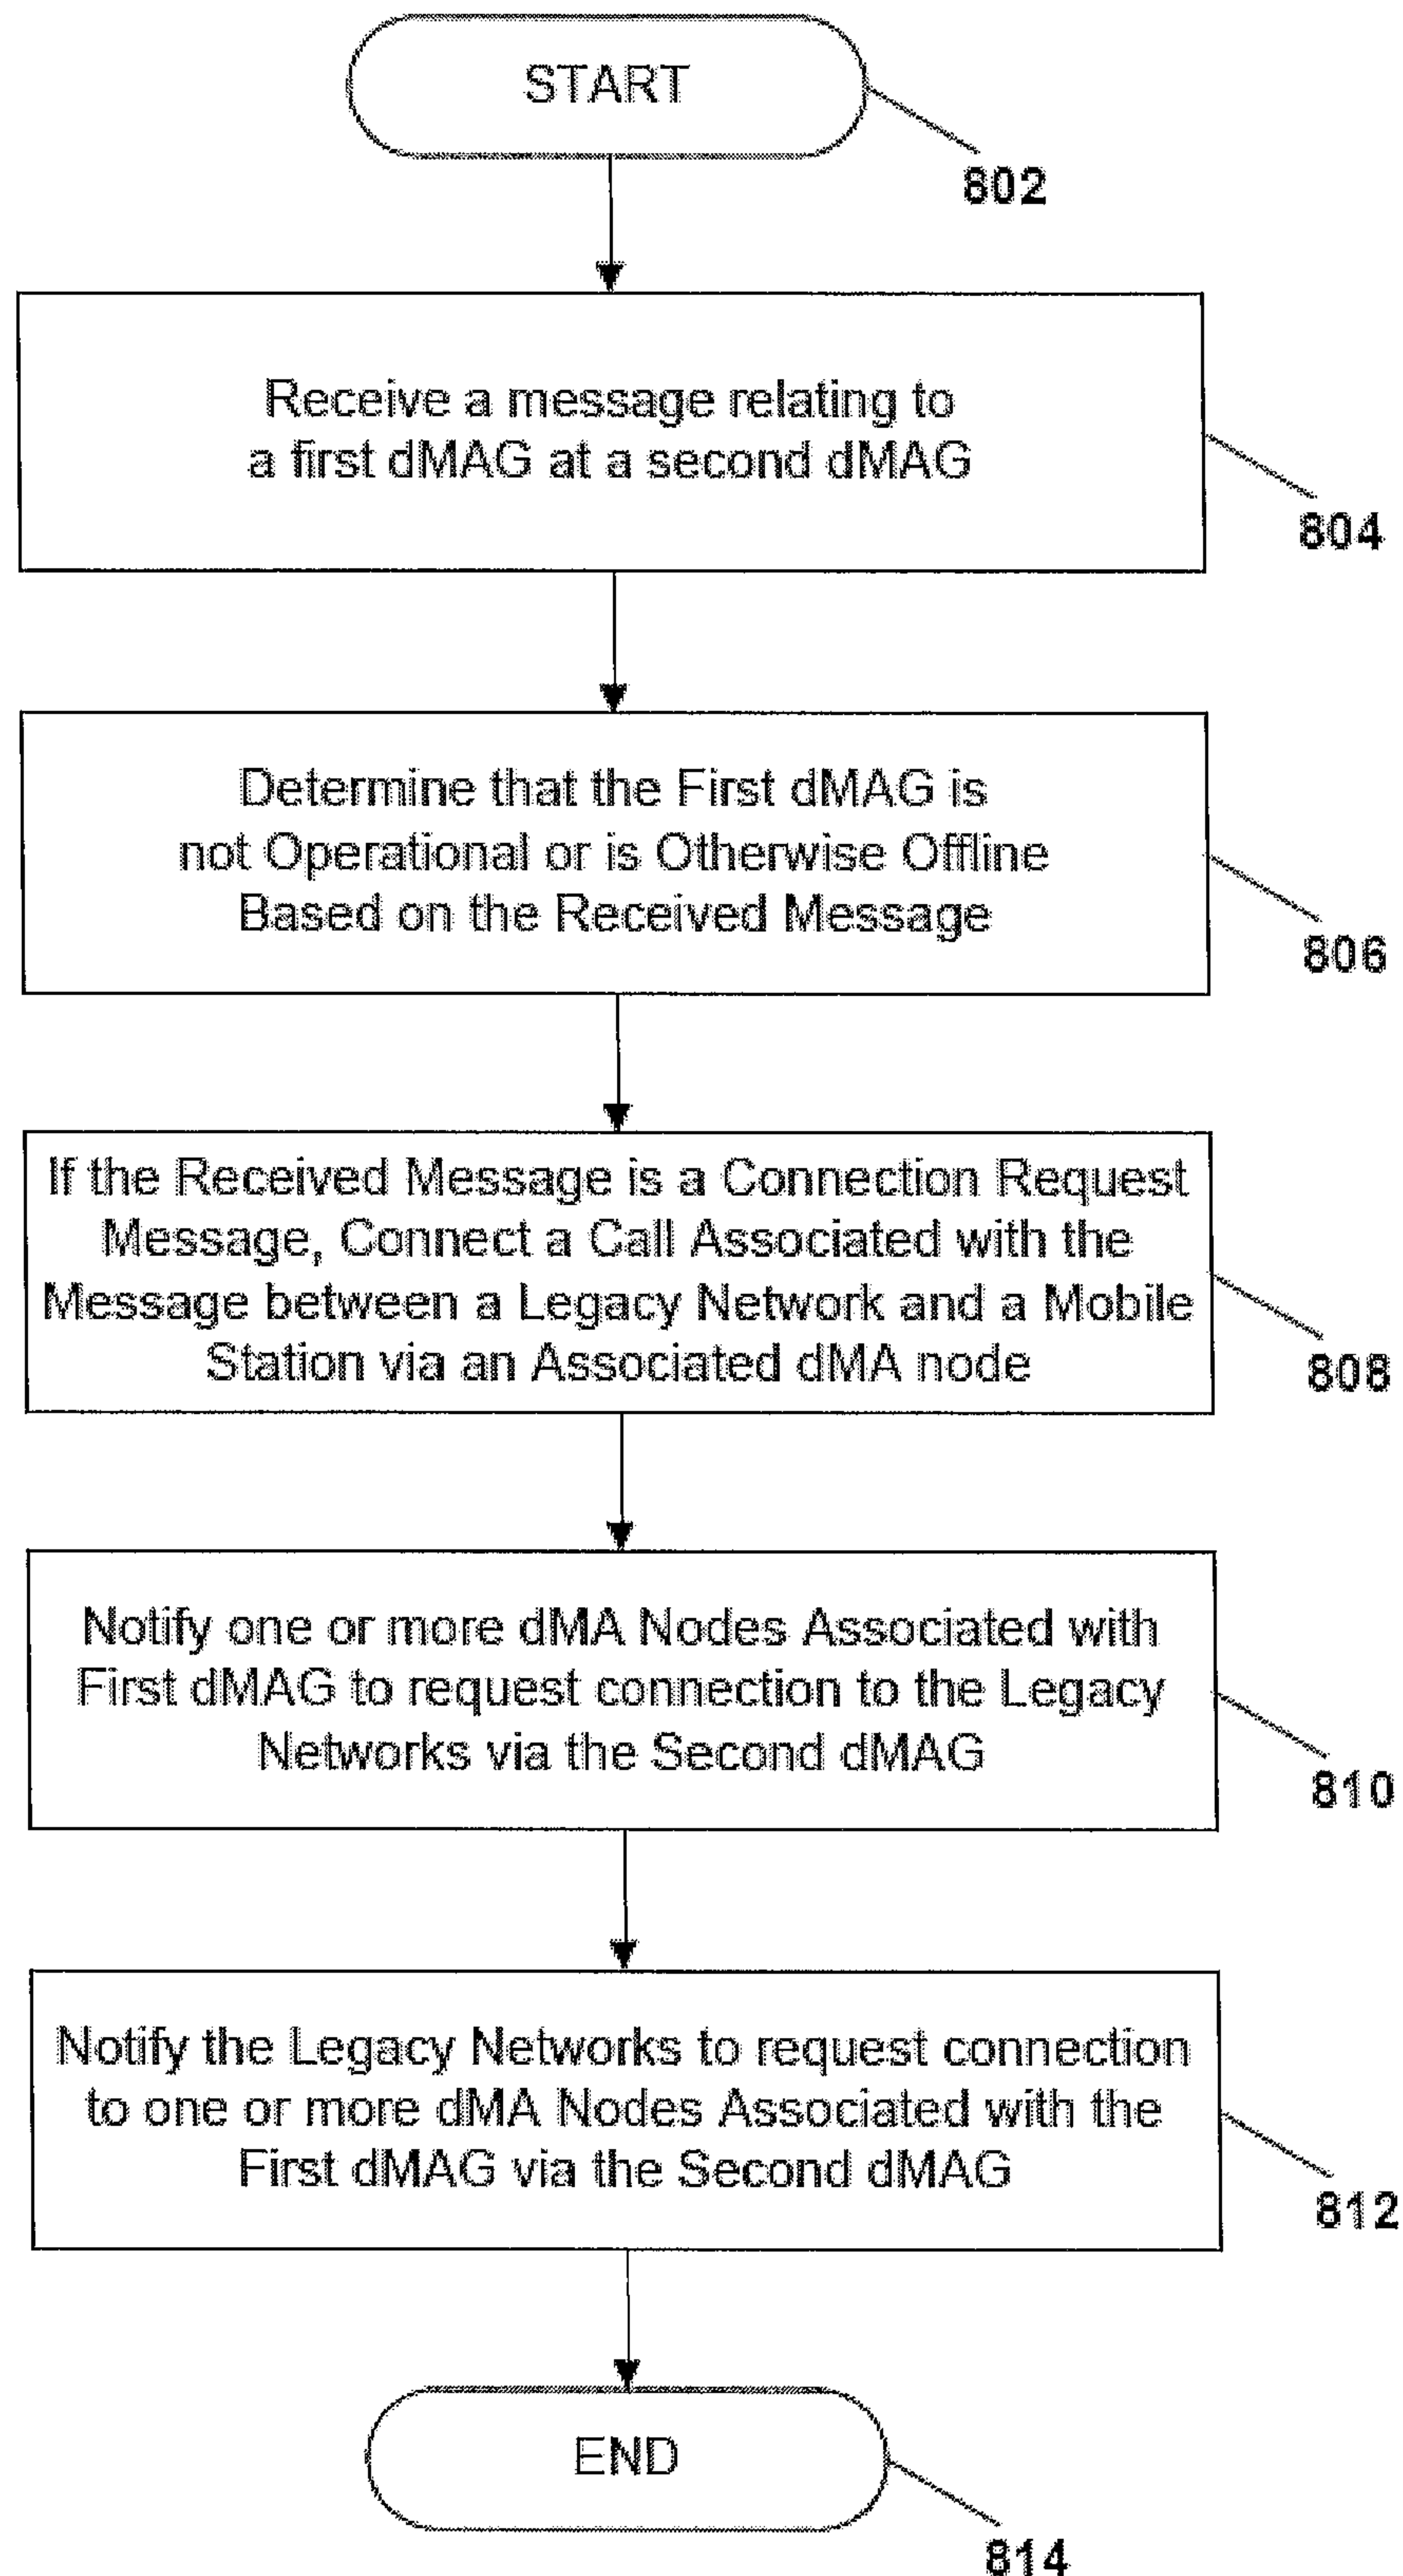 START
802
Receive a message relating to
a first dMAG at a second dMAG
804
Determine that the First dMAG is
not Operational or is Otherwise Offline
Based on the Received Message
806
If the Received Message is a Connection Request
Message, Connect a Call Associated with the
Message between a Legacy Network and a Mobile
Station via an Associated dMA node
808
Notify one or more dMA Nodes Associated with
First dMAG to request connection to the Legacy
Networks via the Second dMAG
810
Notify the Legacy Networks to request connection
to one or more dMA Nodes Associated with the
First dMAG via the Second dMAG
812
END
814